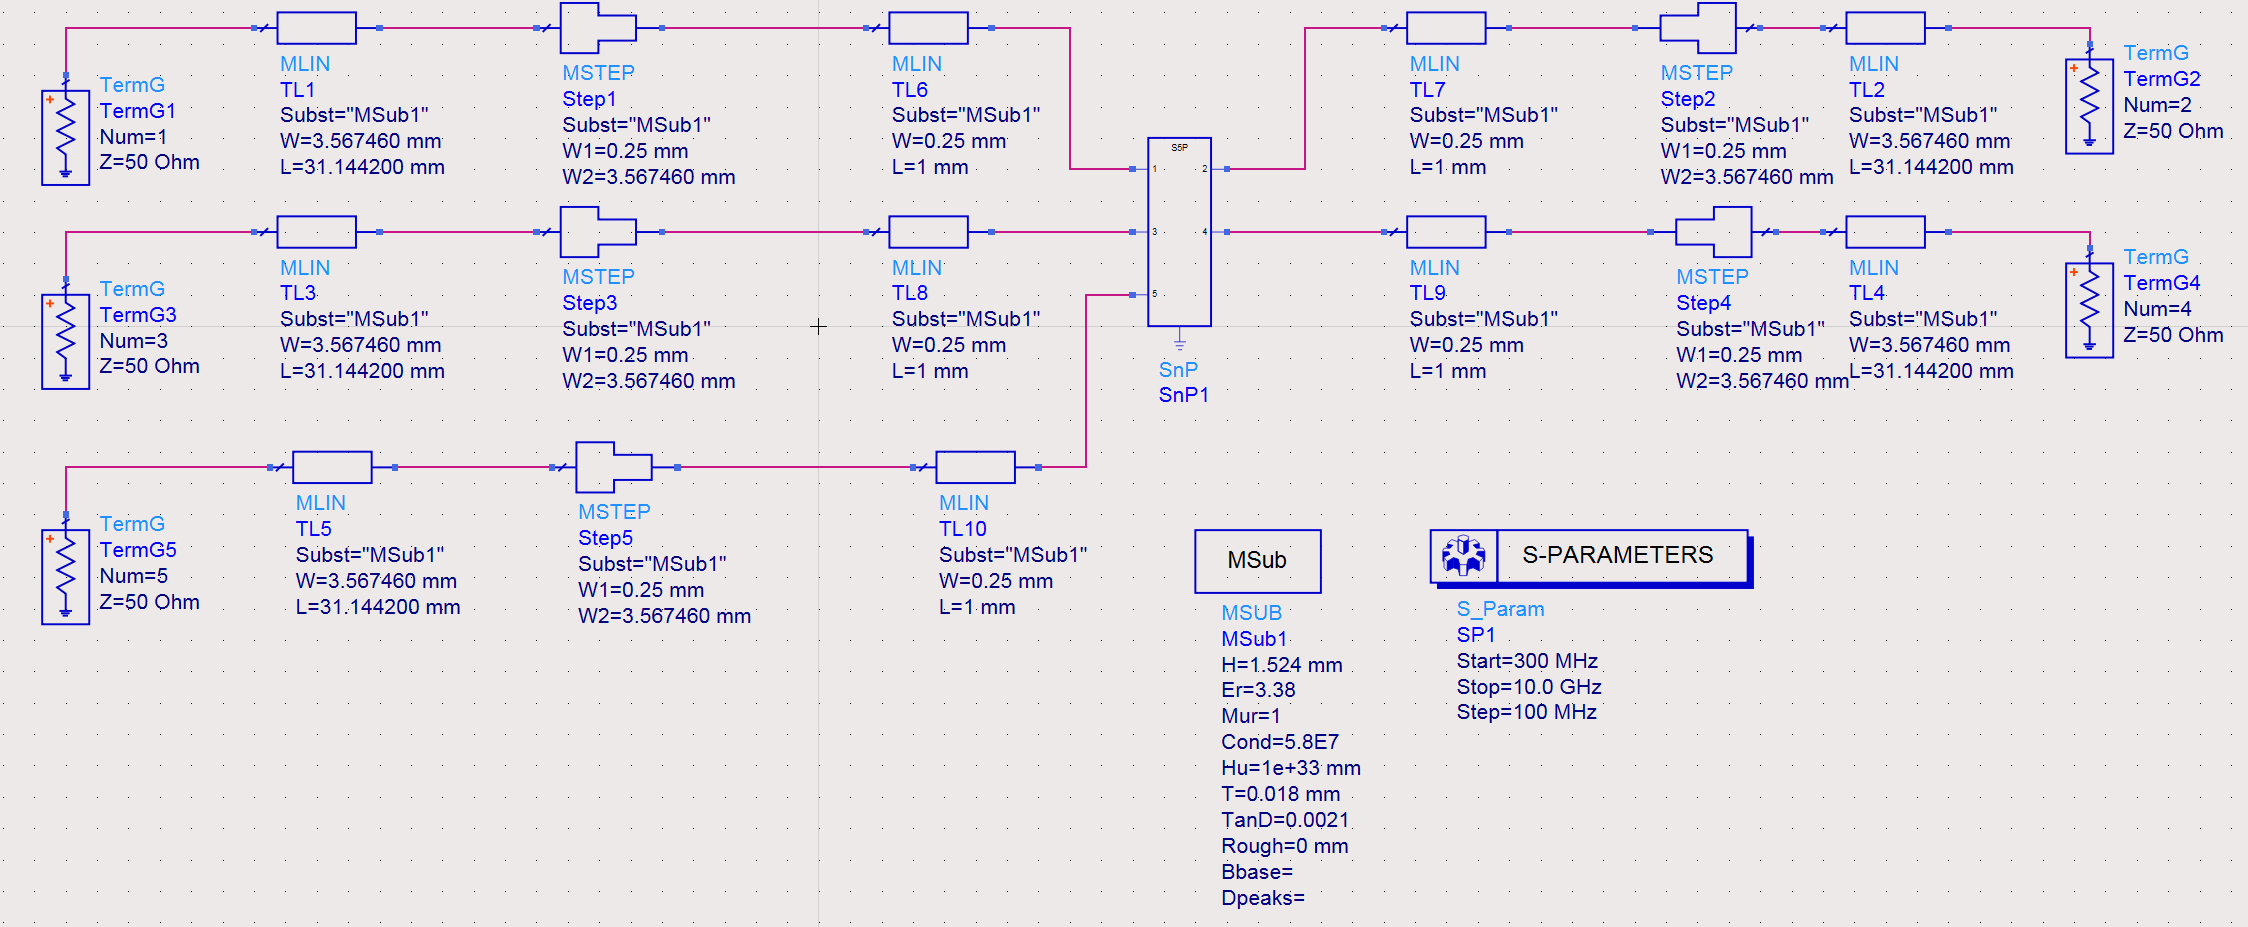 TermG
TermG1
Num=1
Z=50 Ohm
MLIN
TL1
Subst="MSub1"
W=3.567460 mm
L=31.144200 mm
MSTEP
Step1
Subst="MSub1"
W1=0.25 mm
W2=3.567460 mm
MLIN
TL6
Subst="MSub1"
W=0.25 mm
L=1 mm
MLIN
TL7
Subst="MSub1"
W=0.25 mm
L=1 mm
MSTEP
Step2
Subst="MSub1"
W1=0.25 mm
W2=3.567460 mm
MLIN
TL2
Subst="MSub1"
W=3.567460 mm
L=31.144200 mm
TermG
TermG2
Num=2
Z=50 Ohm
S5P
1
2
3
4
5
SnP
SnP1
TermG
TermG3
Num=3
Z=50 Ohm
MLIN
TL3
Subst="MSub1"
W=3.567460 mm
L=31.144200 mm
MSTEP
Step3
Subst="MSub1"
W1=0.25 mm
W2=3.567460 mm
MLIN
TL8
Subst="MSub1"
W=0.25 mm
L=1 mm
MLIN
TL9
Subst="MSub1"
W=0.25 mm
L=1 mm
MSTEP
Step4
Subst="MSub1"
W1=0.25 mm
W2=3.567460 mm
MLIN
TL4
Subst="MSub1"
W=3.567460 mm
L=31.144200 mm
TermG
TermG4
Num=4
Z=50 Ohm
TermG
TermG5
Num=5
Z=50 Ohm
MLIN
TL5
Subst="MSub1"
W=3.567460 mm
L=31.144200 mm
MSTEP
Step5
Subst="MSub1"
W1=0.25 mm
W2=3.567460 mm
MLIN
TL10
Subst="MSub1"
W=0.25 mm
L=1 mm
MSub
MSUB
MSub1
H=1.524 mm
Er=3.38
Mur=1
Cond=5.8E7
Hu=1e+33 mm
T=0.018 mm
TanD=0.0021
Rough=0 mm
Bbase=
Dpeaks=
S-PARAMETERS
S_Param
SP1
Start=300 MHz
Stop=10.0 GHz
Step=100 MHz